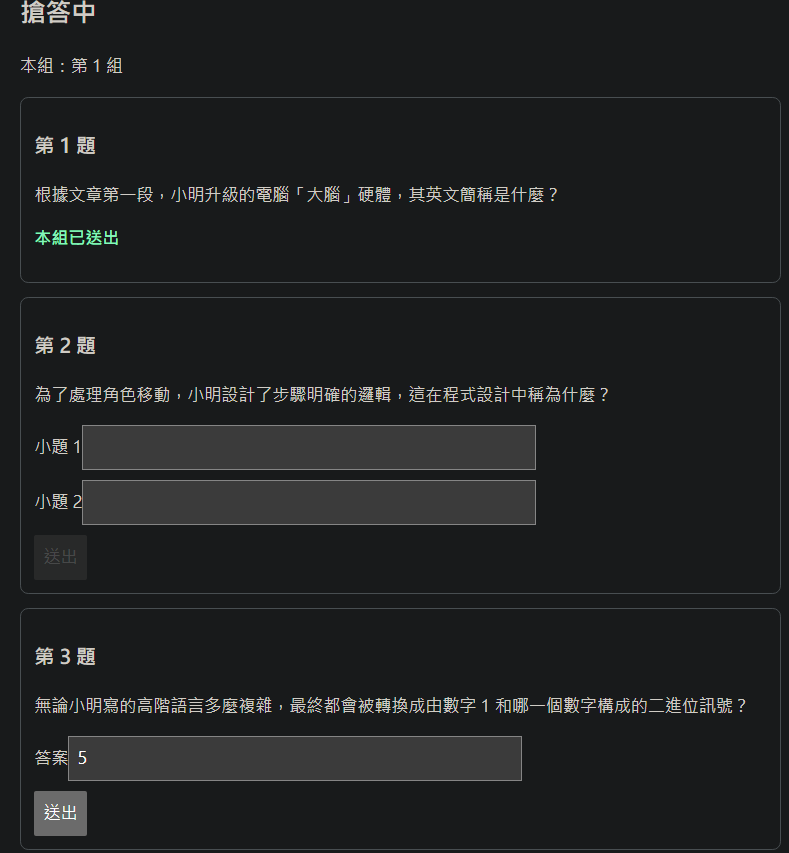 搶答中
本組：第 1 組
第 1 題
根據文章第一段，小明升級的電腦「大腦」硬體，其英文簡稱是什麼？
本組已送出
第 2 題
為了處理角色移動，小明設計了步驟明確的邏輯，這在程式設計中稱為什麼？
小題 1
小題 2
送出
第 3 題
無論小明寫的高階語言多麼複雜，最終都會被轉換成由數字 1 和哪一個數字構成的二進位訊號？
答案 5
送出